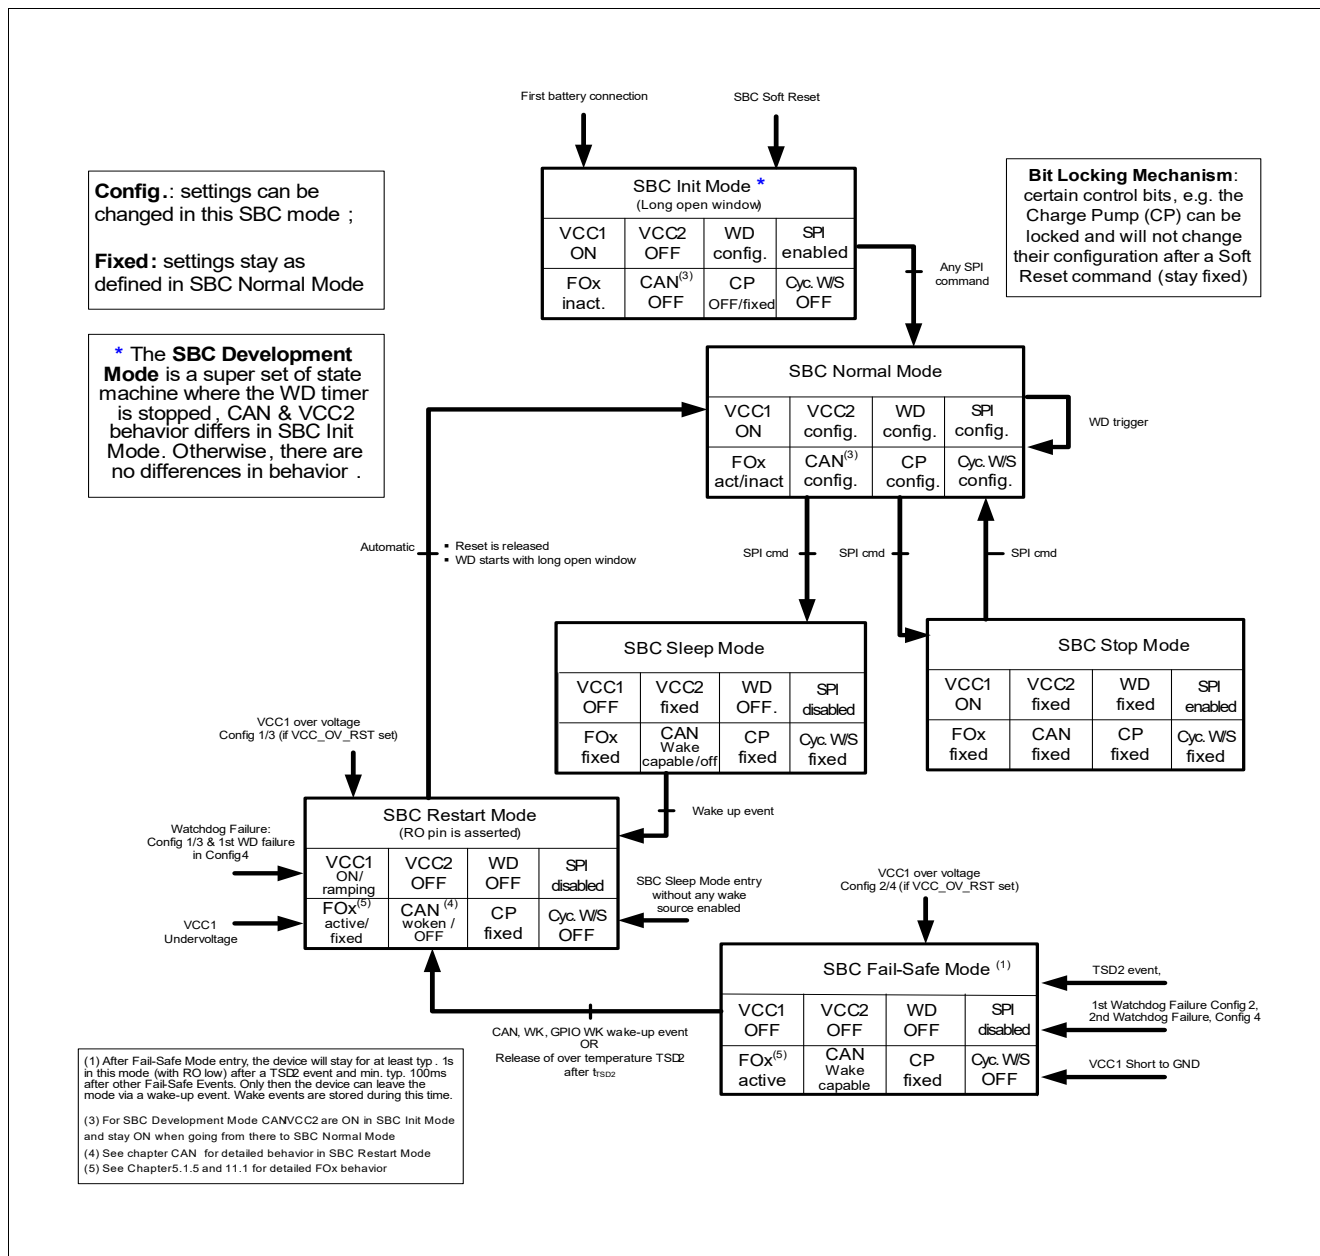 First battery connection
SBC Soft Reset
Config.: settings can be
changed in this SBC mode ;
Fixed: settings stay as
defined in SBC Normal Mode
* The SBC Development
Mode is a super set of state
machine where the WD timer
is stopped, CAN & VCC2
behavior differs in SBC Init
Mode. Otherwise, there are
no differences in behavior .
SBC Init Mode *
(Long open window)
VCC1
ON
VCC2
OFF
WD
config.
SPI
enabled
FOx
inact.
CAN(3)
OFF
CP
OFF/fixed
Cyc. W/S
OFF
Any SPI
command
Bit Locking Mechanism:
certain control bits, e.g. the
Charge Pump (CP) can be
locked and will not change
their configuration after a Soft
Reset command (stay fixed)
SBC Normal Mode
VCC1
ON
VCC2
config.
WD
config.
SPI
config.
FOx
act/inact
CAN(3)
config.
CP
config.
Cyc. W/S
config.
WD trigger
Automatic
▪ Reset is released
▪ WD starts with long open window
SPI cmd
SPI cmd
SPI cmd
SBC Sleep Mode
VCC1
OFF
VCC2
fixed
WD
OFF.
SPI
disabled
FOx
fixed
CAN
Wake
capable/off
CP
fixed
Cyc. W/S
fixed
SBC Stop Mode
VCC1
ON
VCC2
fixed
WD
fixed
SPI
enabled
FOx
fixed
CAN
fixed
CP
fixed
Cyc. W/S
fixed
VCC1 over voltage
Config 1/3 (if VCC_OV_RST set)
Wake up event
Watchdog Failure:
Config 1/3 & 1st WD failure
in Config4
VCC1
Undervoltage
SBC Restart Mode
(RO pin is asserted)
VCC1
ON/
ramping
VCC2
OFF
WD
OFF
SPI
disabled
FOx(5)
active/
fixed
CAN(4)
woken /
OFF
CP
fixed
Cyc. W/S
OFF
SBC Sleep Mode entry
without any wake
source enabled
VCC1 over voltage
Config 2/4 (if VCC_OV_RST set)
SBC Fail-Safe Mode (1)
VCC1
OFF
VCC2
OFF
WD
OFF
SPI
disabled
FOx(5)
active
CAN
Wake
capable
CP
fixed
Cyc. W/S
OFF
TSD2 event,
1st Watchdog Failure Config 2,
2nd Watchdog Failure, Config 4
VCC1 Short to GND
CAN, WK, GPIO WK wake-up event
OR
Release of over temperature TSD2
after tTSD2
(1) After Fail-Safe Mode entry, the device will stay for at least typ. 1s
in this mode (with RO low) after a TSD2 event and min. typ. 100ms
after other Fail-Safe Events. Only then the device can leave the
mode via a wake-up event. Wake events are stored during this time.
(3) For SBC Development Mode CAN/VCC2 are ON in SBC Init Mode
and stay ON when going from there to SBC Normal Mode
(4) See chapter CAN for detailed behavior in SBC Restart Mode
(5) See Chapter5.1.5 and 11.1 for detailed FOx behavior